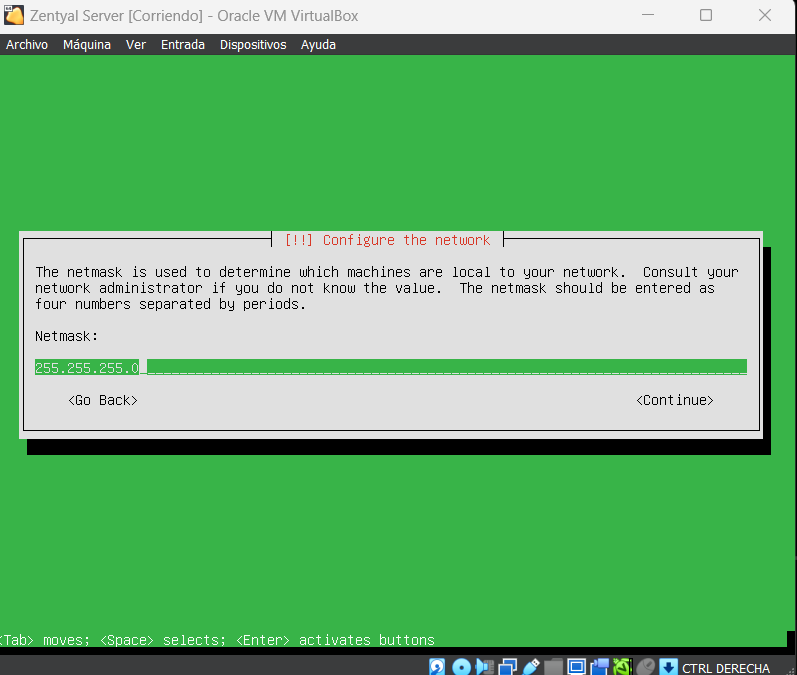 Zentyal Server [Corriendo] - Oracle VM VirtualBox
Archivo Máquina Ver Entrada Dispositivos Ayuda
[!!] Configure the network
The netmask is used to determine which machines are local to your network.  Consult your
network administrator if you do not know the value.  The netmask should be entered as
four numbers separated by periods.
Netmask:
255.255.255.0
<Go Back> <Continue>
<Tab> moves; <Space> selects; <Enter> activates buttons
CTRL DERECHA